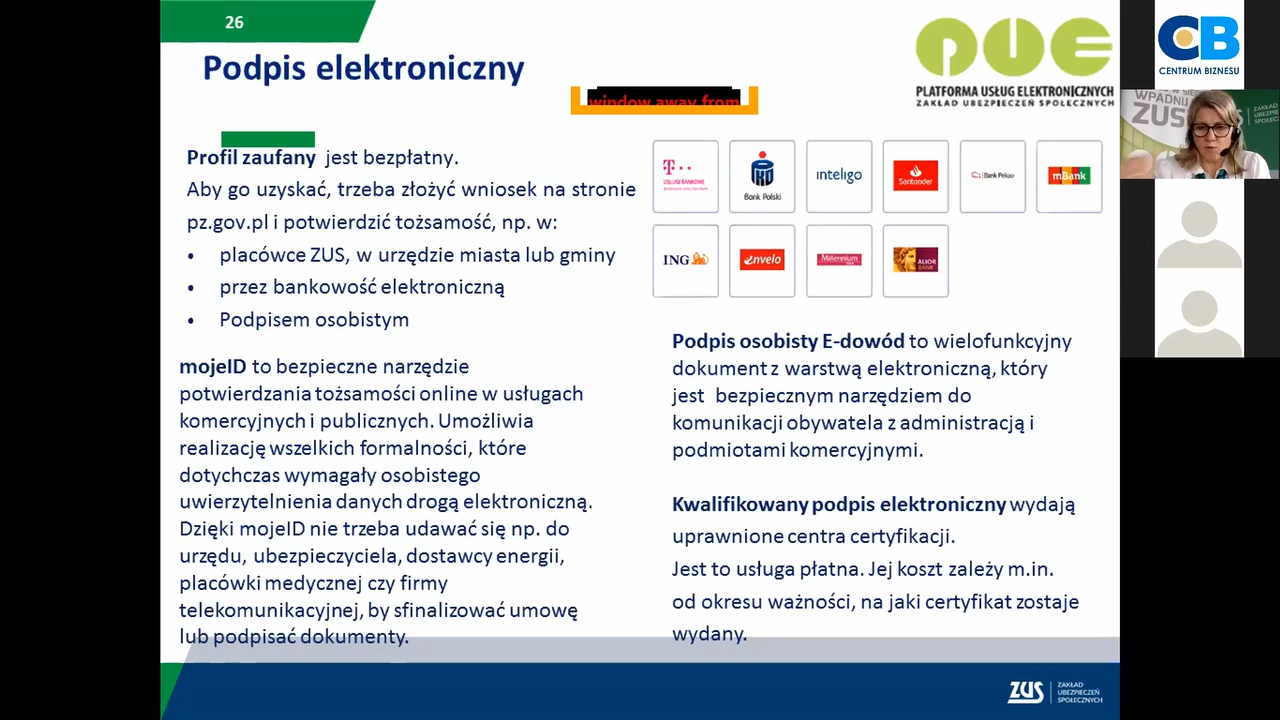 26
Podpis elektroniczny
window away from
PUE
PLATFORMA USŁUG ELEKTRONICZNYCH
ZAKŁAD UBEZPIECZEŃ SPOŁECZNYCH
CB
CENTRUM BIZNESU
WPADNIJ
ZUS
Profil zaufany jest bezpłatny.
Aby go uzyskać, trzeba złożyć wniosek na stronie
pz.gov.pl i potwierdzić tożsamość, np. w:
• placówce ZUS, w urzędzie miasta lub gminy
• przez bankowość elektroniczną
• Podpisem osobistym
mojeID to bezpieczne narzędzie
potwierdzania tożsamości online w usługach
komercyjnych i publicznych. Umożliwia
realizację wszelkich formalności, które
dotychczas wymagały osobistego
uwierzytelnienia danych drogą elektroniczną.
Dzięki mojeID nie trzeba udawać się np. do
urzędu, ubezpieczyciela, dostawcy energii,
placówki medycznej czy firmy
telekomunikacyjnej, by sfinalizować umowę
lub podpisać dokumenty.
T
USŁUGI BANKOWE
PKO
Bank Polski
inteligo
Santander
Bank Pekao
mBank
ING
envelo
Millennium
ALIOR
BANK
Podpis osobisty E-dowód to wielofunkcyjny
dokument z warstwą elektroniczną, który
jest bezpiecznym narzędziem do
komunikacji obywatela z administracją i
podmiotami komercyjnymi.
Kwalifikowany podpis elektroniczny wydają
uprawnione centra certyfikacji.
Jest to usługa płatna. Jej koszt zależy m.in.
od okresu ważności, na jaki certyfikat zostaje
wydany.
ZUS
ZAKŁAD
UBEZPIECZEŃ
SPOŁECZNYCH